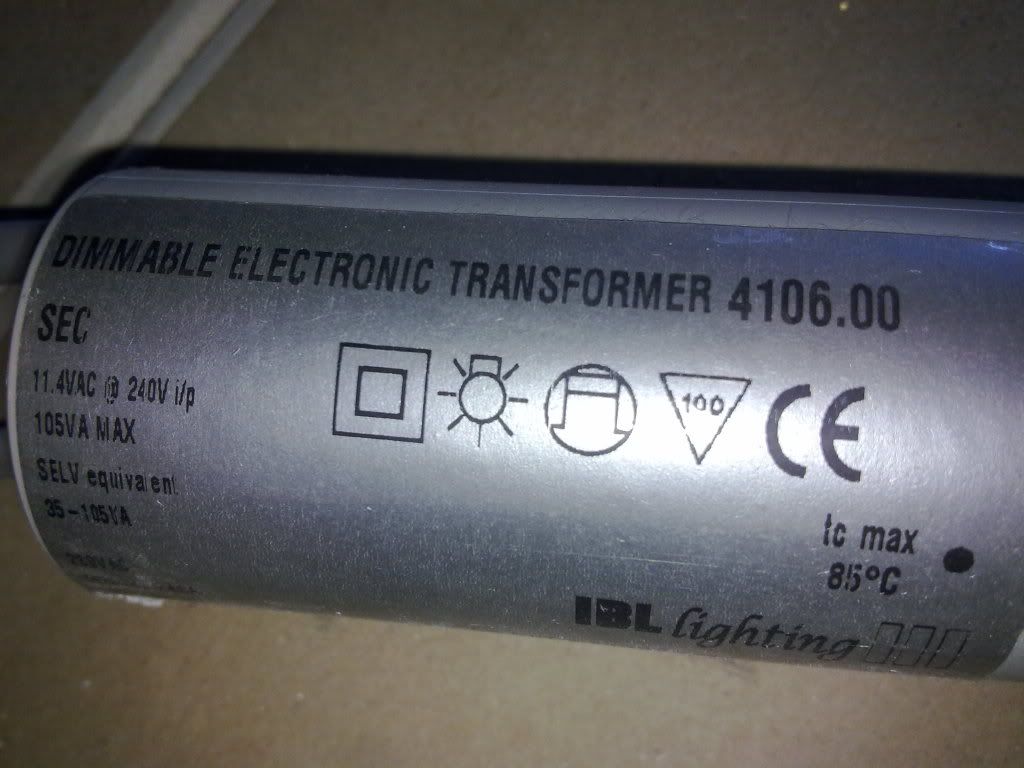 DIMMABLE ELECTRONIC TRANSFORMER 4106.00
SEC
11.4VAC @ 240V i/p
105VA MAX
SELV equivalent
35-105VA
100
CE
tc max
85°C
IBL lighting